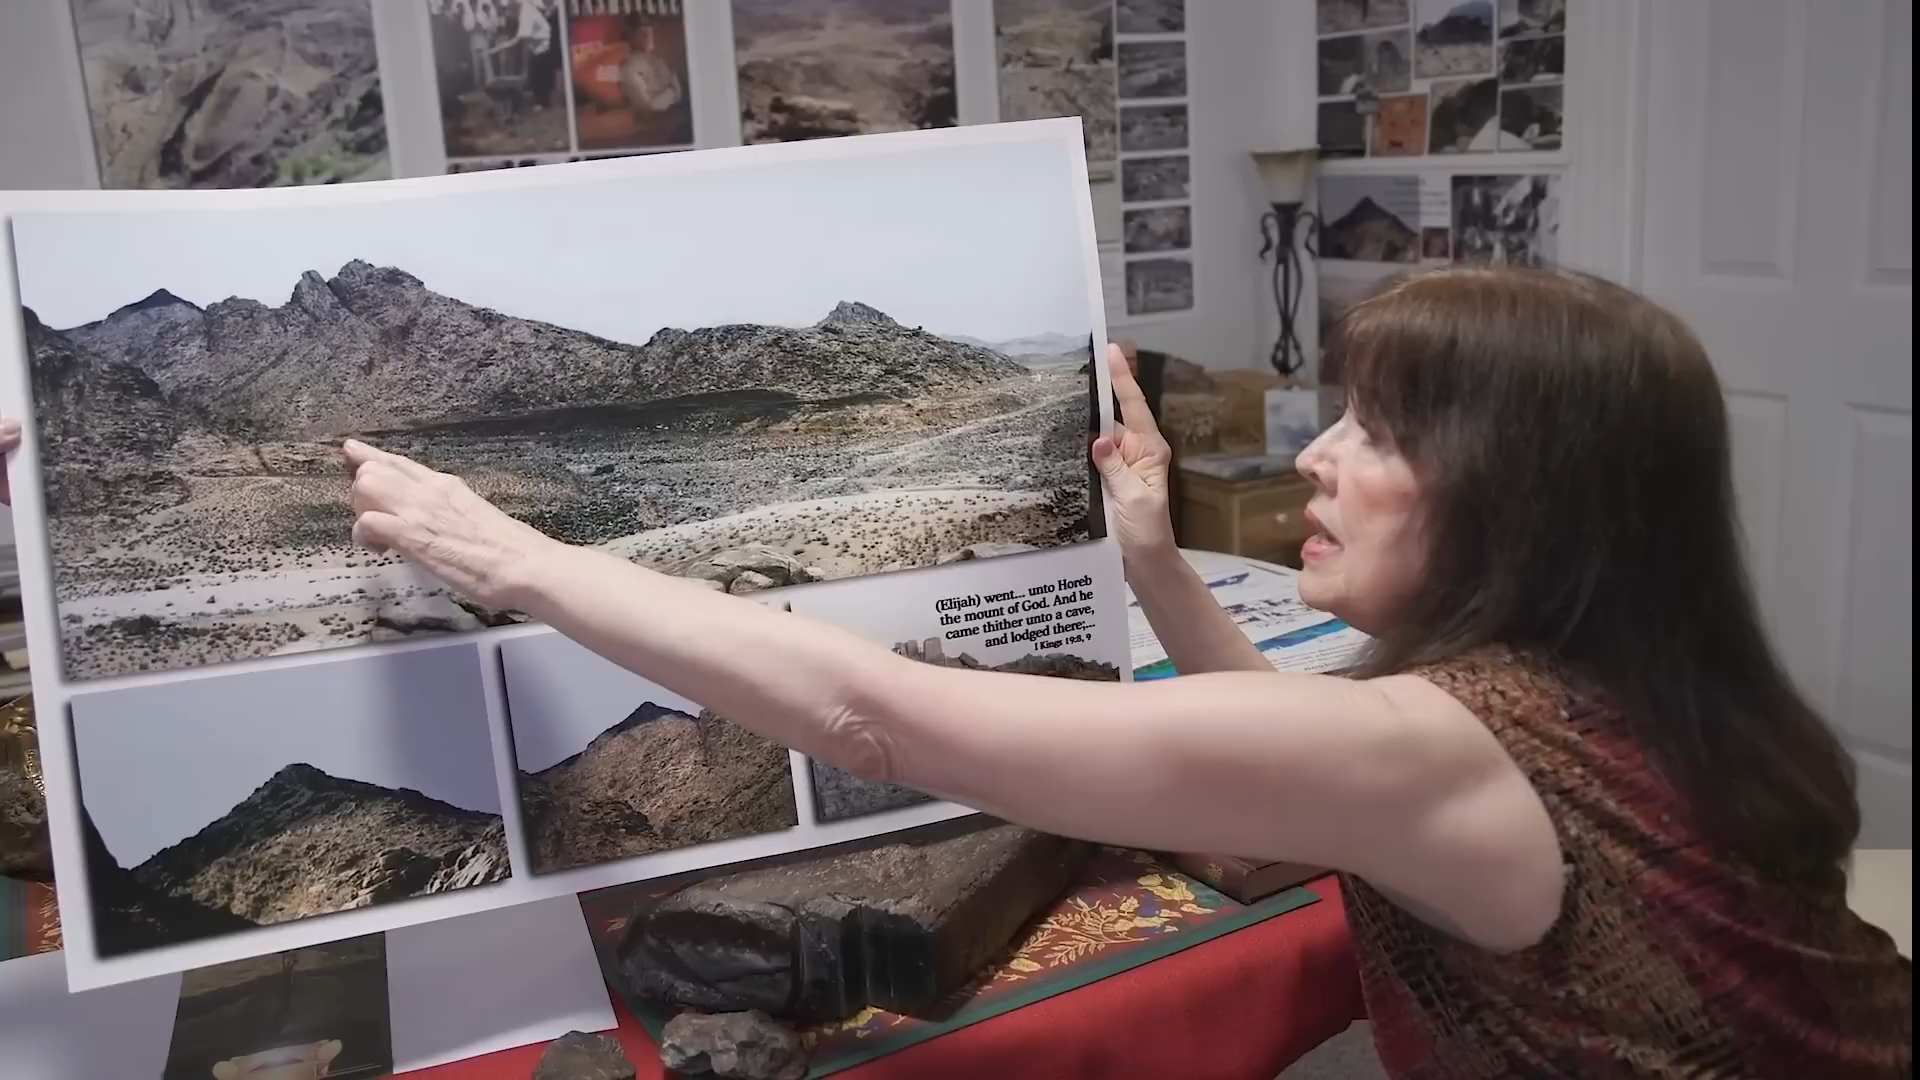 NASHVILLE
(Elijah) went... unto Horeb
the mount of God. And he
came thither unto a cave,
and lodged there;...
I Kings 19:8, 9